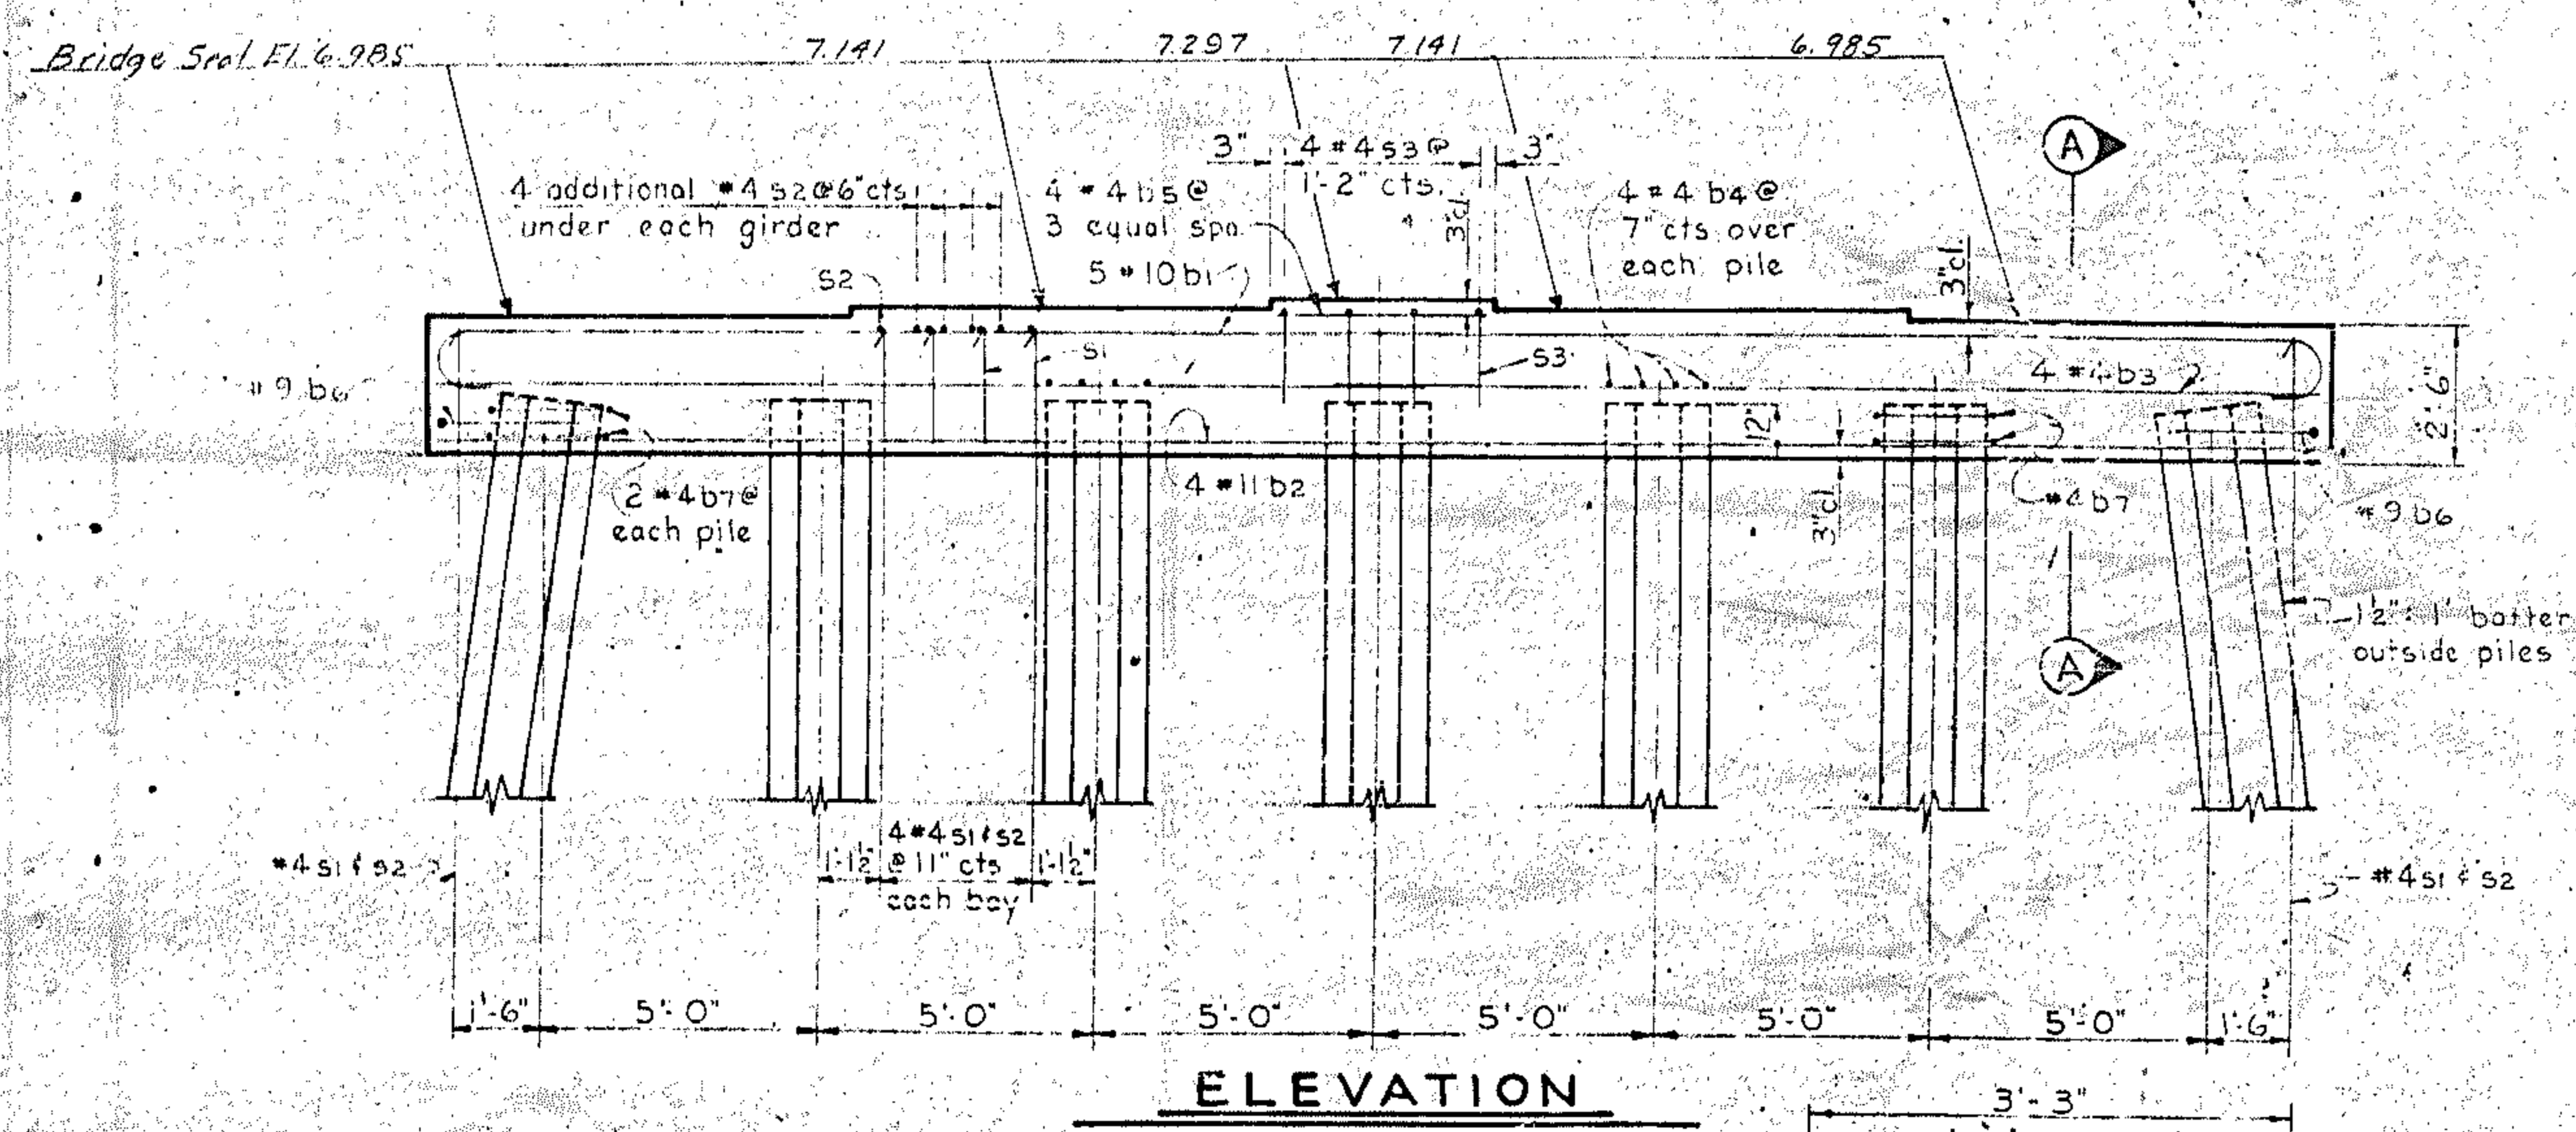 Bridge Seat El 6.985 7.141 7.297 7.141 6.985
A
3" 4 #4 s3 @ 3"
1'-2" cts.
4 additional #4 s2 @ 6" cts
under each girder
4 #4 b5 @
3 equal spa.
3"cl.
4 #4 b4 @
7" cts over
each pile
3"cl.
5 #10 b1
S2
S1
S3
4 #4 b3
2'-6"
#9 b6
12"
2 #4 b7 @
each pile
4 #11 b2
3"cl.
#4 b7
#9 b6
1½" : 1' batter
outside piles
A
4 #4 s1 & s2
@ 11" cts
each bay
1'-1½" 1'-1½"
#4 s1 & s2
#4 s1 & s2
1'-6" 5'-0" 5'-0" 5'-0" 5'-0" 5'-0" 5'-0" 1'-6"
ELEVATION
3'-3"